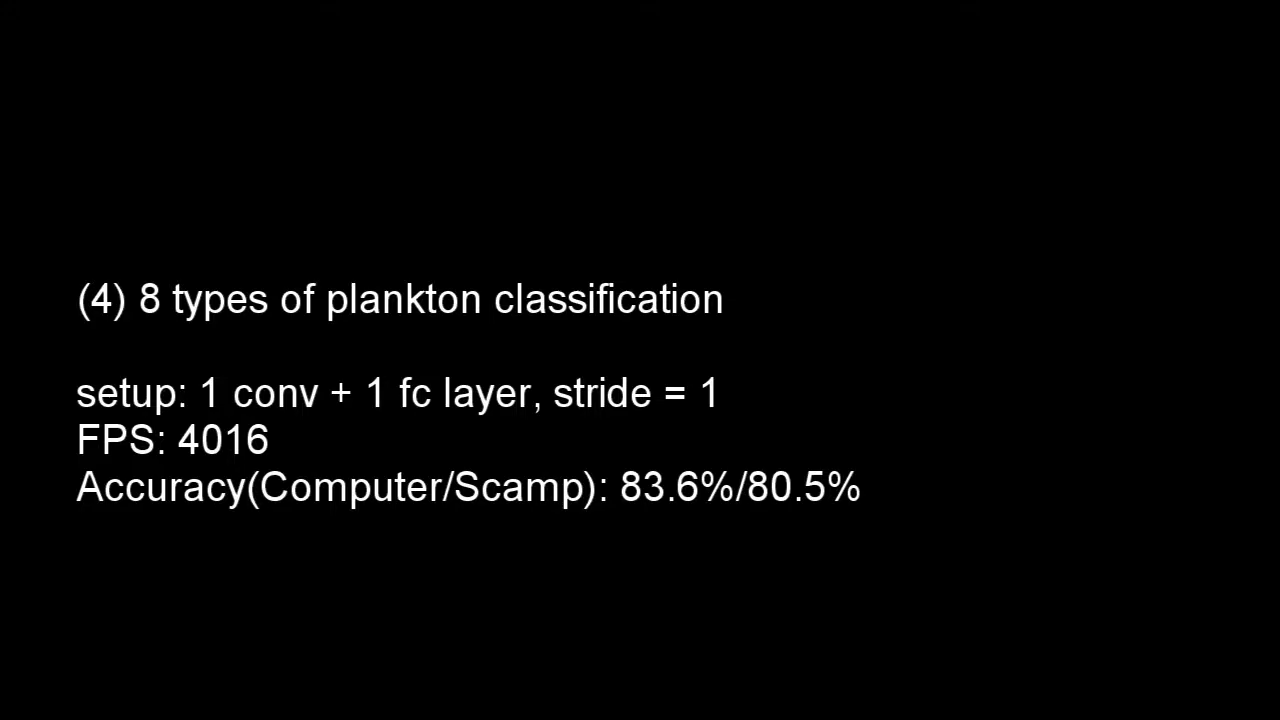 (4) 8 types of plankton classification
setup: 1 conv + 1 fc layer, stride = 1
FPS: 4016
Accuracy(Computer/Scamp): 83.6%/80.5%